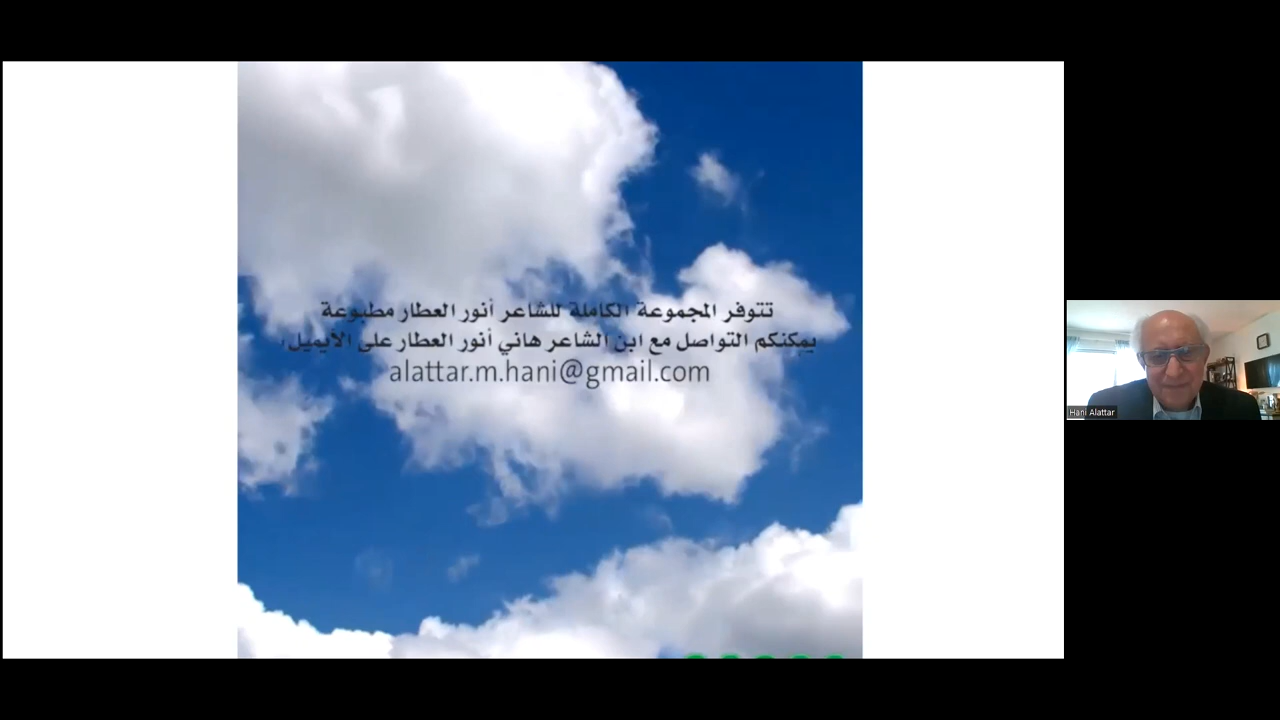 تتوفر المجموعة الكاملة للشاعر أنور العطار مطبوعة
يمكنكم التواصل مع ابن الشاعر هاني أنور العطار على الأيميل:
alattar.m.hani@gmail.com
Hani Alattar